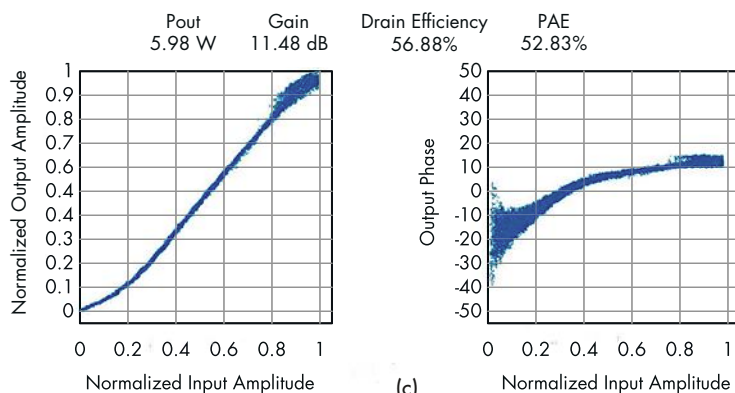 Pout Gain Drain Efficiency PAE
5.98 W 11.48 dB 56.88% 52.83%
Normalized Output Amplitude
1
0.9
0.8
0.7
0.6
0.5
0.4
0.3
0.2
0.1
0
0 0.2 0.4 0.6 0.8 1
Normalized Input Amplitude
Output Phase
50
40
30
20
10
0
-10
-20
-30
-40
-50
0 0.2 0.4 0.6 0.8 1
Normalized Input Amplitude
(c)